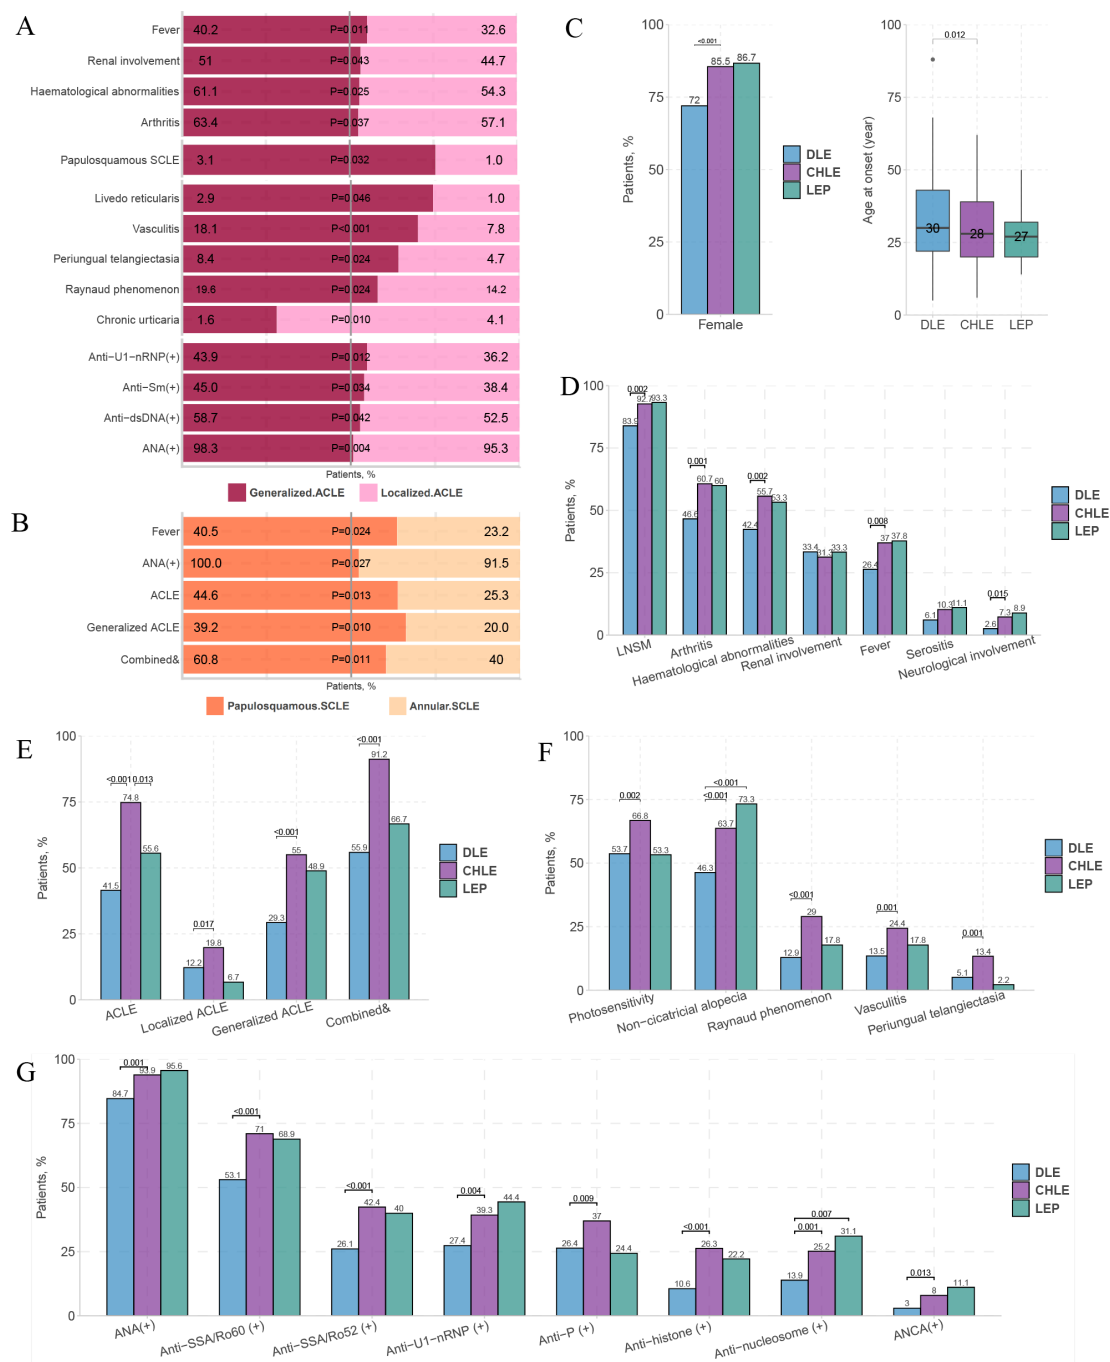 A
Fever 40.2 P=0.011 32.6
Renal involvement 51 P=0.043 44.7
Haematological abnormalities 61.1 P=0.025 54.3
Arthritis 63.4 P=0.037 57.1
Papulosquamous SCLE 3.1 P=0.032 1.0
Livedo reticularis 2.9 P=0.046 1.0
Vasculitis 18.1 P<0.001 7.8
Periungual telangiectasia 8.4 P=0.024 4.7
Raynaud phenomenon 19.6 P=0.024 14.2
Chronic urticaria 1.6 P=0.010 4.1
Anti−U1−nRNP(+) 43.9 P=0.012 36.2
Anti−Sm(+) 45.0 P=0.034 38.4
Anti−dsDNA(+) 58.7 P=0.042 52.5
ANA(+) 98.3 P=0.004 95.3
Patients, %
Generalized.ACLE Localized.ACLE
B
Fever 40.5 P=0.024 23.2
ANA(+) 100.0 P=0.027 91.5
ACLE 44.6 P=0.013 25.3
Generalized ACLE 39.2 P=0.010 20.0
Combined& 60.8 P=0.011 40
Patients, %
Papulosquamous.SCLE Annular.SCLE
C
Patients, %
100
75
50
25
0
<0.001
72 85.5 86.7
Female
DLE
CHLE
LEP
Age at onset (year)
100
75
50
25
0
0.012
30 28 27
DLE CHLE LEP
D
Patients, %
100
75
50
25
0
0.002 0.001 0.002 0.008 0.015
83.9 92.7 93.3
46.6 60.7 60
42.4 55.7 53.3
33.4 31.3 33.3
26.4 37 37.8
6.1 10.3 11.1
2.6 7.3 8.9
LNSM Arthritis Haematological abnormalities Renal involvement Fever Serositis Neurological involvement
DLE
CHLE
LEP
E
Patients, %
100
75
50
25
0
<0.001 0.013 0.017 <0.001 <0.001
41.5 74.8 55.6
12.2 19.8 6.7
29.3 55 48.9
55.9 91.2 66.7
ACLE Localized ACLE Generalized ACLE Combined&
DLE
CHLE
LEP
F
Patients, %
100
75
50
25
0
0.002 <0.001 <0.001 <0.001 0.001 0.001
53.7 66.8 53.3
46.3 63.7 73.3
12.9 29 17.8
13.5 24.4 17.8
5.1 13.4 2.2
Photosensitivity Non−cicatricial alopecia Raynaud phenomenon Vasculitis Periungual telangiectasia
DLE
CHLE
LEP
G
Patients, %
100
75
50
25
0
0.001 <0.001 <0.001 0.004 0.009 <0.001 0.007 0.001 0.013
84.7 93.9 95.6
53.1 71 68.9
26.1 42.4 40
27.4 39.3 44.4
26.4 37 24.4
10.6 26.3 22.2
13.9 25.2 31.1
3 8 11.1
ANA(+) Anti−SSA/Ro60 (+) Anti−SSA/Ro52 (+) Anti−U1−nRNP (+) Anti−P (+) Anti−histone (+) Anti−nucleosome (+) ANCA(+)
DLE
CHLE
LEP